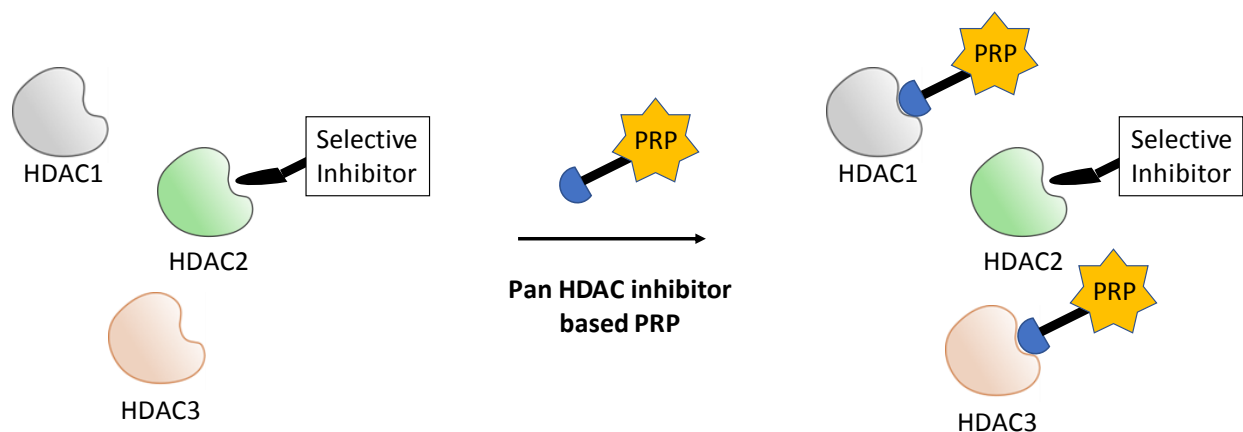 HDAC1
Selective
Inhibitor
HDAC2
HDAC3
PRP
Pan HDAC inhibitor
based PRP
PRP
HDAC1
Selective
Inhibitor
HDAC2
PRP
HDAC3